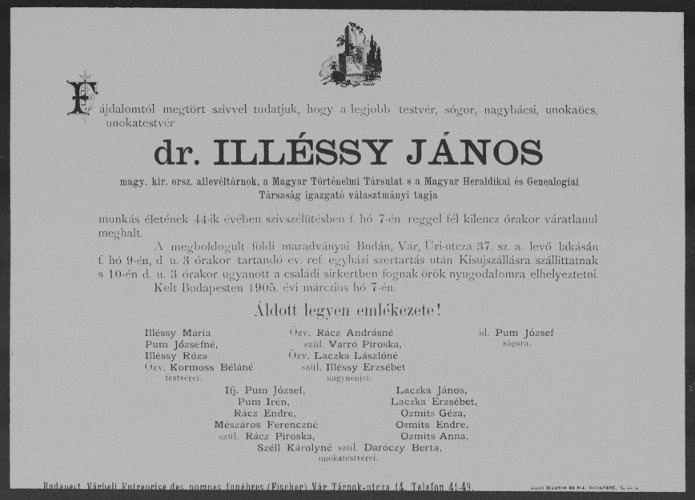 Fájdalomtól megtört szivvel tudatjuk, hogy a legjobb testvér, sógor, nagybácsi, unokaöcs,
unokatestvér
dr. ILLÉSSY JÁNOS
magy. kir. orsz. allevéltárnok, a Magyar Történelmi Társulat s a Magyar Heraldikai és Genealogiai
Társaság igazgató választmányi tagja
munkás életének 44-ik évében szivszélütésben f. hó 7-én reggel fél kilencz órakor váratlanul
meghalt.
A megboldogult földi maradványai Budán, Vár, Uri-utcza 37. sz. a. levő lakásán
f. hó 9-én, d u. 3 órakor tartandó ev. ref. egyházi szertartás után Kisujszállásra szállittatnak
s 10-én d. u. 3 órakor ugyanott a családi sirkertben fognak örök nyugodalomra elhelyeztetni.
Kelt Budapesten 1905. évi márczius hó 7-én.
Áldott legyen emlékezete!
Illéssy Mária
Pum Józsefné,
Illéssy Róza
Özv. Kormoss Béláné
testvérei.
Özv. Rácz Andrásné
szül. Varró Piroska,
Özv. Laczka Lászlóné
szül. Illéssy Erzsébet
nagynénjei.
id. Pum József
sógora.
Ifj. Pum József,
Pum Irén,
Rácz Endre,
Mészáros Ferenczné
szül. Rácz Piroska,
Laczka János,
Laczka Erzsébet,
Ozmits Géza,
Ozmits Endre,
Ozmits Anna,
Széll Károlyné szül. Daróczy Berta,
unokatestvérei.
Budapest Várbeli Entreprise des pompes funèbres (Fischer) Vár Tárnok-utcza 14. Telefon 41-49.